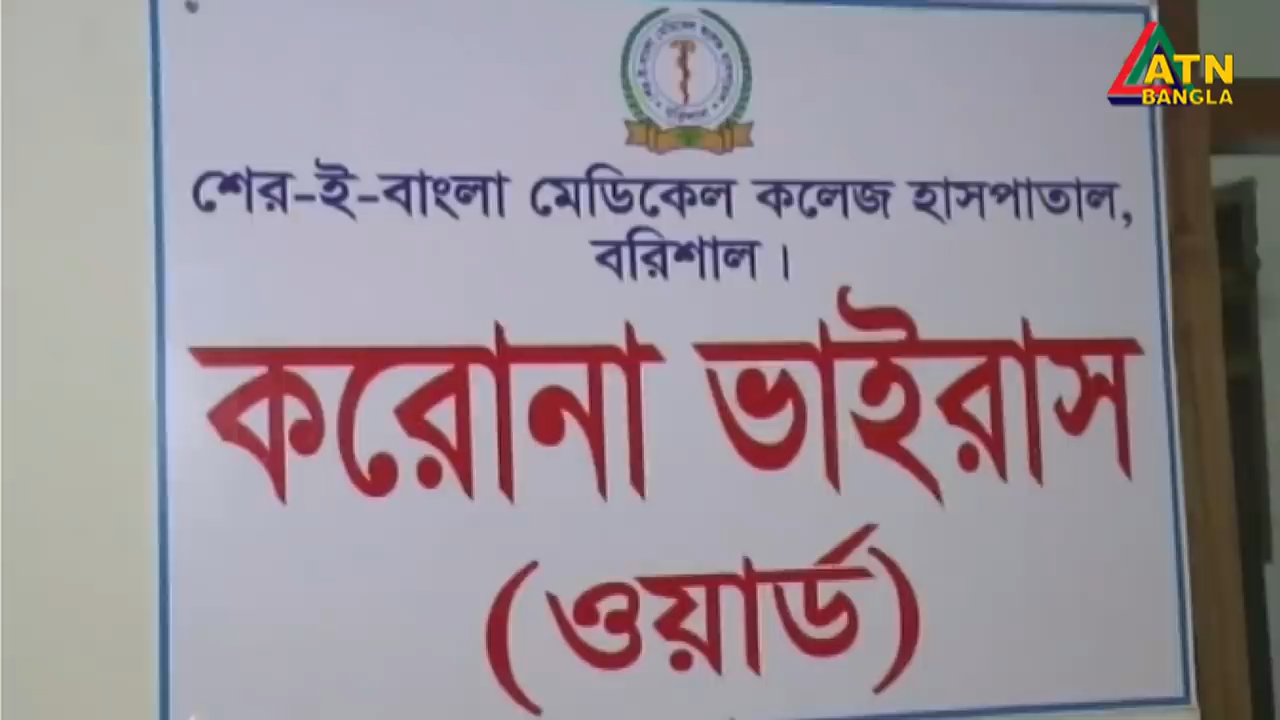 ATN
BANGLA
শের-ই-বাংলা মেডিকেল কলেজ হাসপাতাল,
বরিশাল।
করোনা ভাইরাস
(ওয়ার্ড)